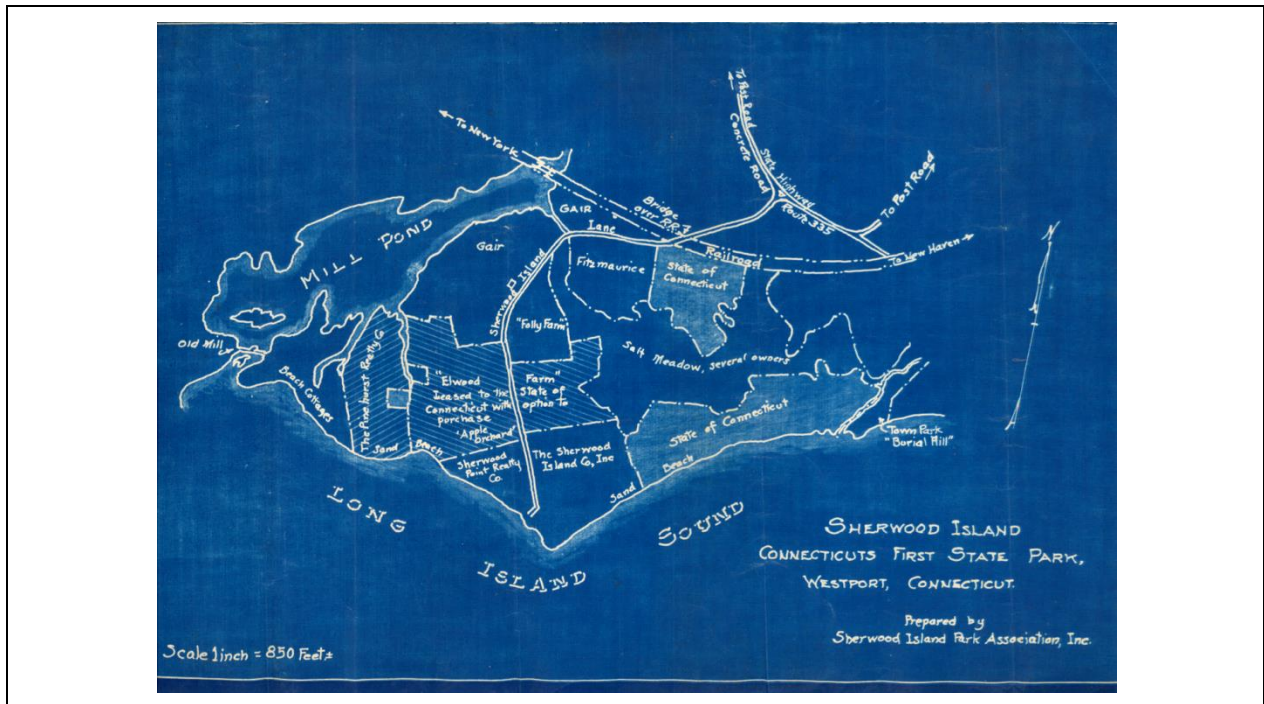 To Post Road
Concrete Road
State Highway
Route 335
To Post Road
To New York
Bridge
over R.R.
Railroad
To New Haven
GAIR
Lane
Gair
MILL POND
Sherwood Island
Fitzmaurice
State of
Connecticut
"Folly Farm"
Salt Meadow, several owners
Old Mill
Beach Cottages
The Pinehurst Realty Co
"Elwood Farm"
Leased to the State of
Connecticut with option to
purchase
"Apple
Orchard"
State of Connecticut
Town Park
"Burial Hill"
Sand Beach
Sherwood
Point Realty
Co.
The Sherwood
Island Co, Inc
Sand Beach
LONG ISLAND SOUND
N
SHERWOOD ISLAND
CONNECTICUTS FIRST STATE PARK,
WESTPORT, CONNECTICUT.
Prepared by
Sherwood Island Park Association, Inc.
Scale 1 inch = 850 Feet ±